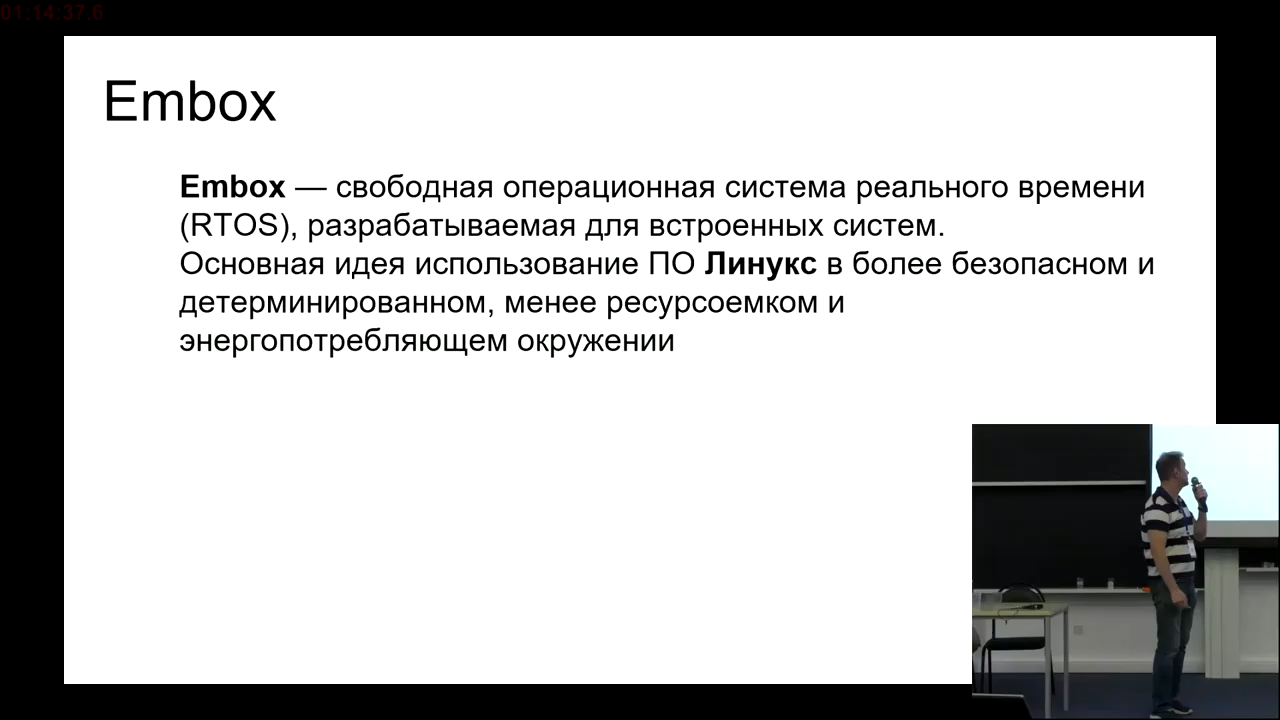 01:14:37.6
Embox
Embox — свободная операционная система реального времени
(RTOS), разрабатываемая для встроенных систем.
Основная идея использование ПО Линукс в более безопасном и
детерминированном, менее ресурсоемком и
энергопотребляющем окружении